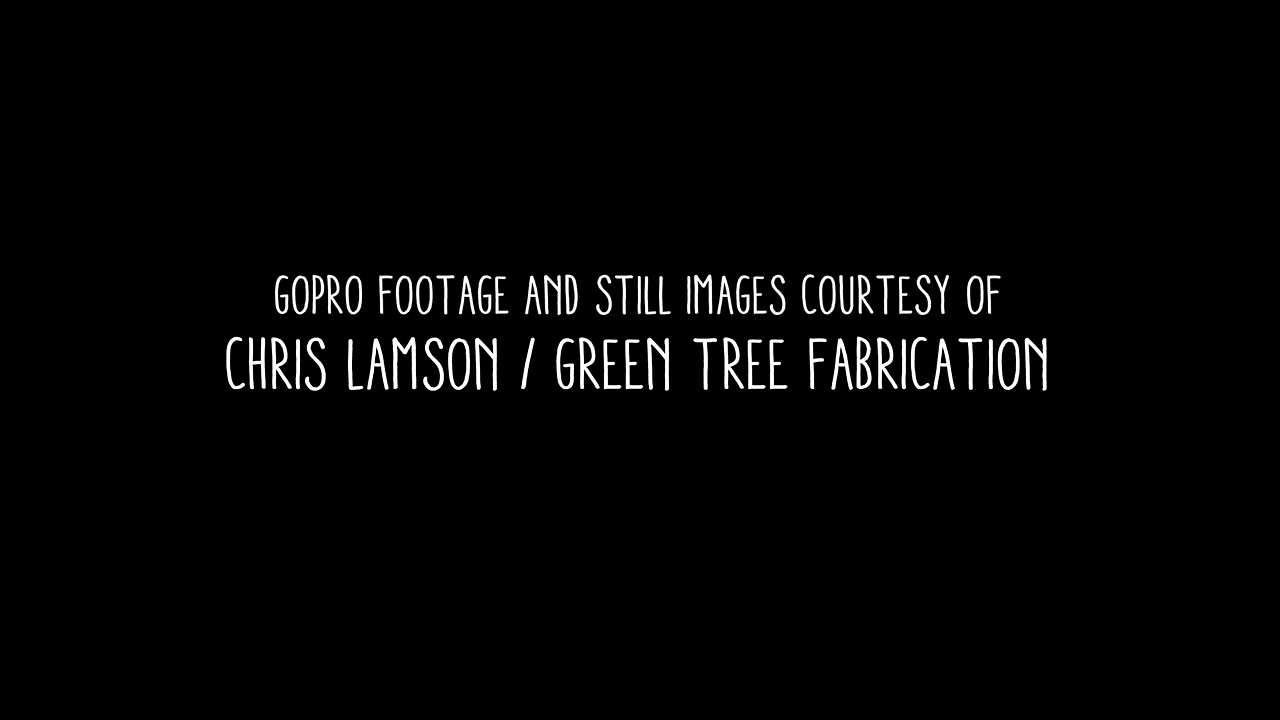 GOPRO FOOTAGE AND STILL IMAGES COURTESY OF
CHRIS LAMSON / GREEN TREE FABRICATION